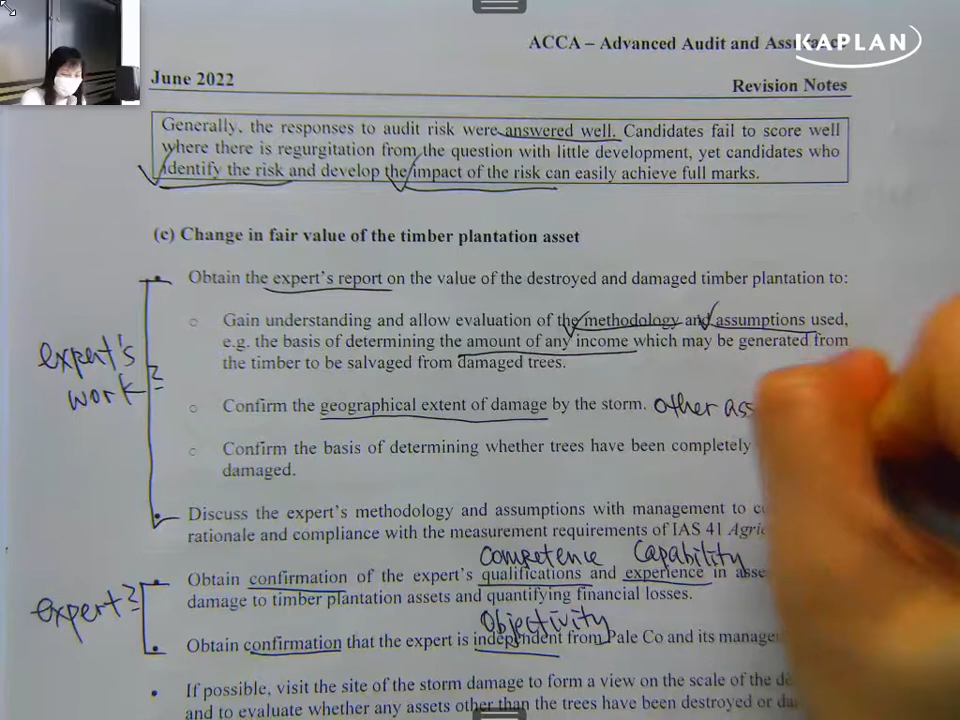 ACCA – Advanced Audit and
KAPLAN
June 2022
Revision Notes
Generally, the responses to audit risk were answered well. Candidates fail to score well
where there is regurgitation from the question with little development, yet candidates who
identify the risk and develop the impact of the risk can easily achieve full marks.
(c) Change in fair value of the timber plantation asset
Obtain the expert's report on the value of the destroyed and damaged timber plantation to:
Gain understanding and allow evaluation of the methodology and assumptions used,
e.g. the basis of determining the amount of any income which may be generated from
the timber to be salvaged from damaged trees.
expert's
work
?
Confirm the geographical extent of damage by the storm. other
Confirm the basis of determining whether trees have been completely
damaged.
Discuss the expert's methodology and assumptions with management to
rationale and compliance with the measurement requirements of IAS 41
Competence Capability
Obtain confirmation of the expert's qualifications and experience in
damage to timber plantation assets and quantifying financial losses.
expert?
Objectivity
Obtain confirmation that the expert is independent from Pale Co and its
If possible, visit the site of the storm damage to form a view on the scale of the
and to evaluate whether any assets other than the trees have been destroyed or